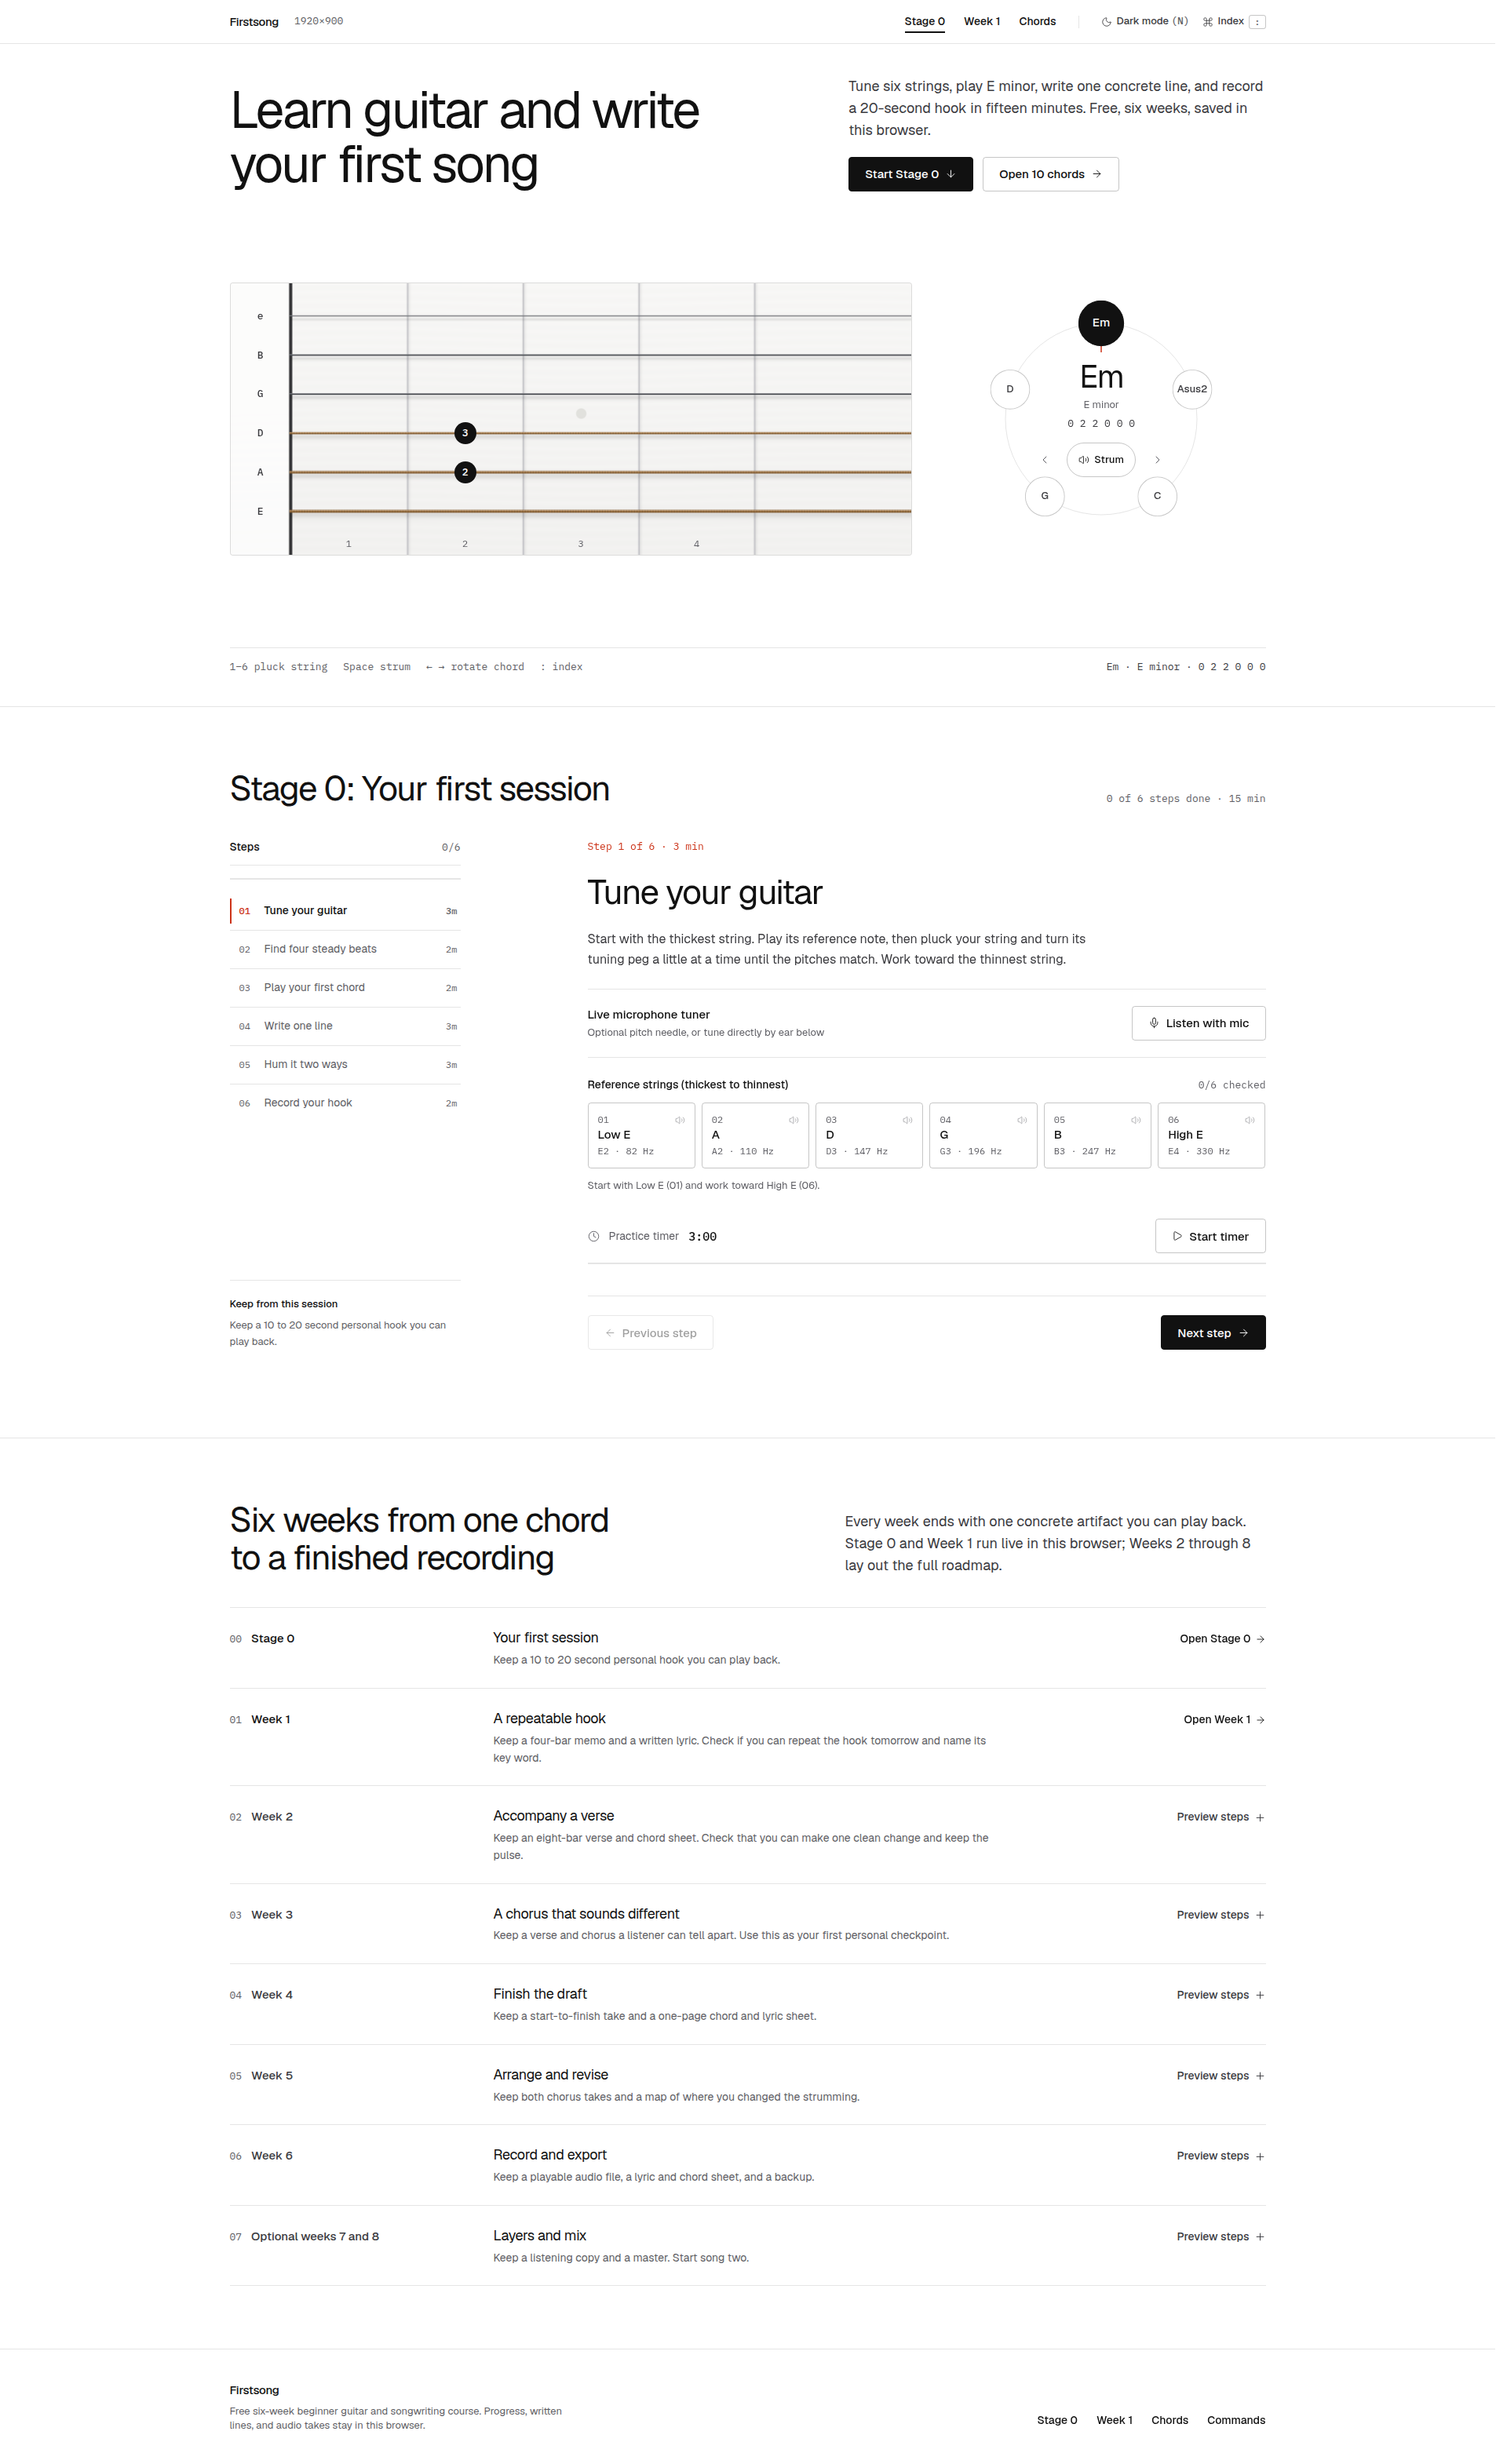 Firstsong 1920×900 Stage 0 Week 1 Chords Dark mode (N) Index :
Learn guitar and write
your first song
Tune six strings, play E minor, write one concrete line, and record
a 20-second hook in fifteen minutes. Free, six weeks, saved in
this browser.
Start Stage 0 ↓ Open 10 chords →
e
B
G
D
A
E
3
2
1 2 3 4
Em
D
Asus2
G
C
Em
E minor
0 2 2 0 0 0
Strum
1–6 pluck string Space strum ← → rotate chord : index
Em · E minor · 0 2 2 0 0 0
Stage 0: Your first session
0 of 6 steps done · 15 min
Steps 0/6
01 Tune your guitar 3m
02 Find four steady beats 2m
03 Play your first chord 2m
04 Write one line 3m
05 Hum it two ways 3m
06 Record your hook 2m
Keep from this session
Keep a 10 to 20 second personal hook you can
play back.
Step 1 of 6 · 3 min
Tune your guitar
Start with the thickest string. Play its reference note, then pluck your string and turn its
tuning peg a little at a time until the pitches match. Work toward the thinnest string.
Live microphone tuner
Optional pitch needle, or tune directly by ear below
Listen with mic
Reference strings (thickest to thinnest) 0/6 checked
01
Low E
E2 · 82 Hz
02
A
A2 · 110 Hz
03
D
D3 · 147 Hz
04
G
G3 · 196 Hz
05
B
B3 · 247 Hz
06
High E
E4 · 330 Hz
Start with Low E (01) and work toward High E (06).
Practice timer 3:00 Start timer
← Previous step Next step →
Six weeks from one chord
to a finished recording
Every week ends with one concrete artifact you can play back.
Stage 0 and Week 1 run live in this browser; Weeks 2 through 8
lay out the full roadmap.
00 Stage 0 Your first session Open Stage 0 →
Keep a 10 to 20 second personal hook you can play back.
01 Week 1 A repeatable hook Open Week 1 →
Keep a four-bar memo and a written lyric. Check if you can repeat the hook tomorrow and name its
key word.
02 Week 2 Accompany a verse Preview steps +
Keep an eight-bar verse and chord sheet. Check that you can make one clean change and keep the
pulse.
03 Week 3 A chorus that sounds different Preview steps +
Keep a verse and chorus a listener can tell apart. Use this as your first personal checkpoint.
04 Week 4 Finish the draft Preview steps +
Keep a start-to-finish take and a one-page chord and lyric sheet.
05 Week 5 Arrange and revise Preview steps +
Keep both chorus takes and a map of where you changed the strumming.
06 Week 6 Record and export Preview steps +
Keep a playable audio file, a lyric and chord sheet, and a backup.
07 Optional weeks 7 and 8 Layers and mix Preview steps +
Keep a listening copy and a master. Start song two.
Firstsong
Free six-week beginner guitar and songwriting course. Progress, written
lines, and audio takes stay in this browser.
Stage 0 Week 1 Chords Commands